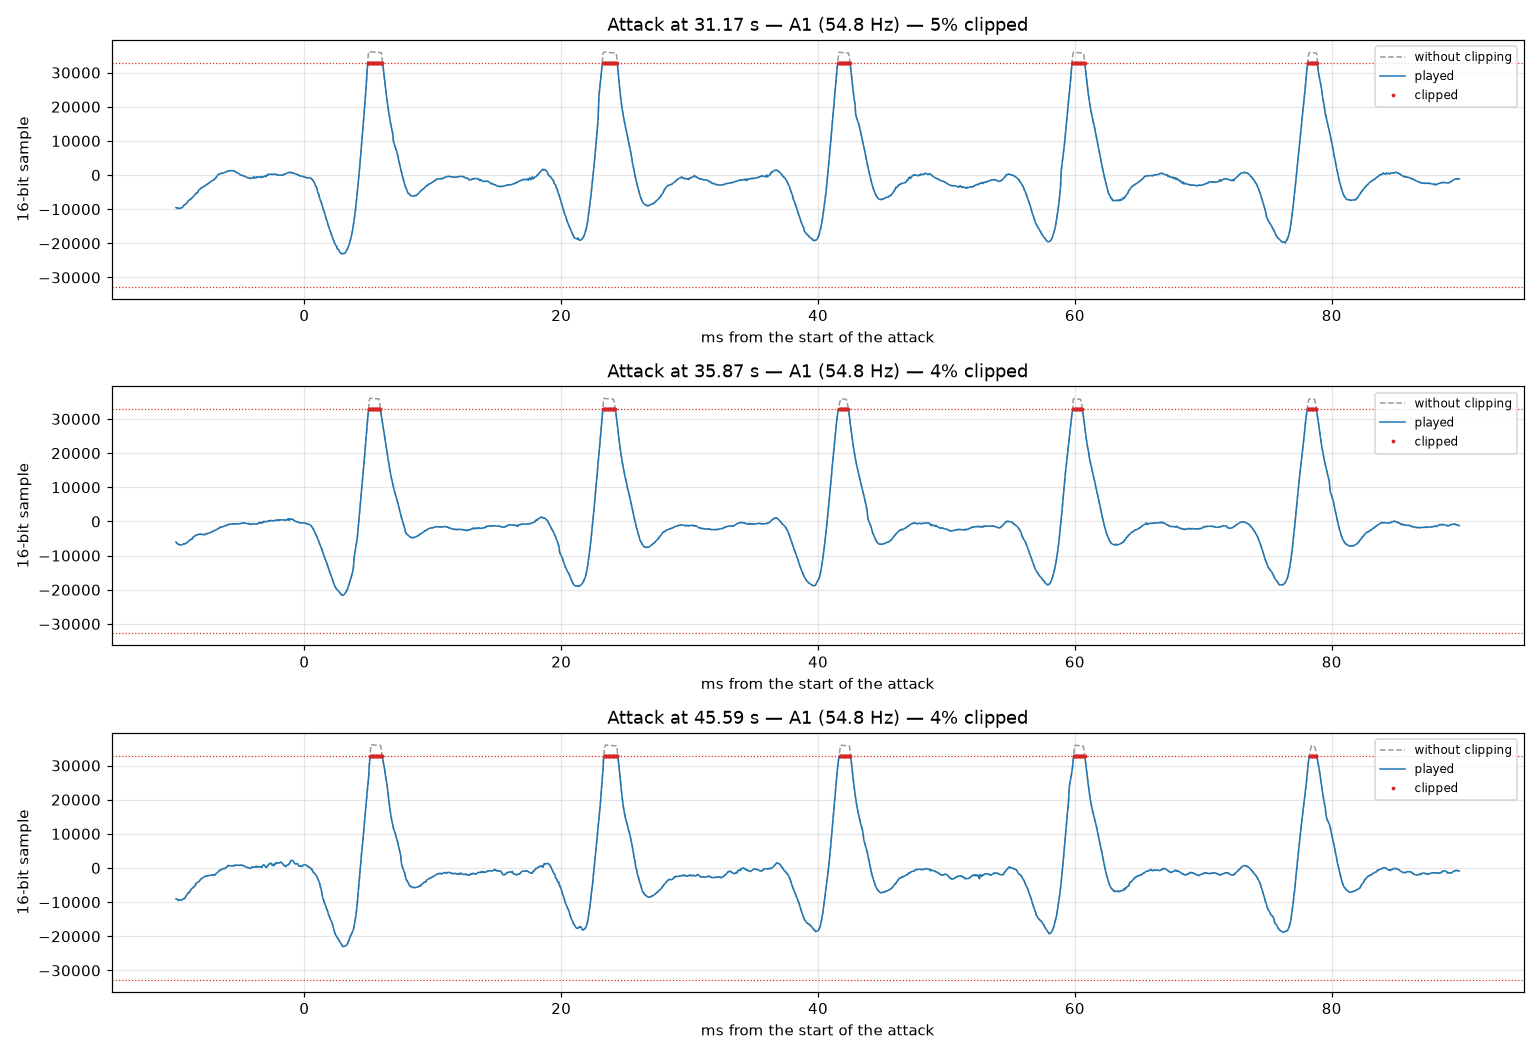 Attack at 31.17 s — A1 (54.8 Hz) — 5% clipped
without clipping
played
clipped
30000
20000
10000
0
−10000
−20000
−30000
16-bit sample
0 20 40 60 80
ms from the start of the attack
Attack at 35.87 s — A1 (54.8 Hz) — 4% clipped
without clipping
played
clipped
30000
20000
10000
0
−10000
−20000
−30000
16-bit sample
0 20 40 60 80
ms from the start of the attack
Attack at 45.59 s — A1 (54.8 Hz) — 4% clipped
without clipping
played
clipped
30000
20000
10000
0
−10000
−20000
−30000
16-bit sample
0 20 40 60 80
ms from the start of the attack